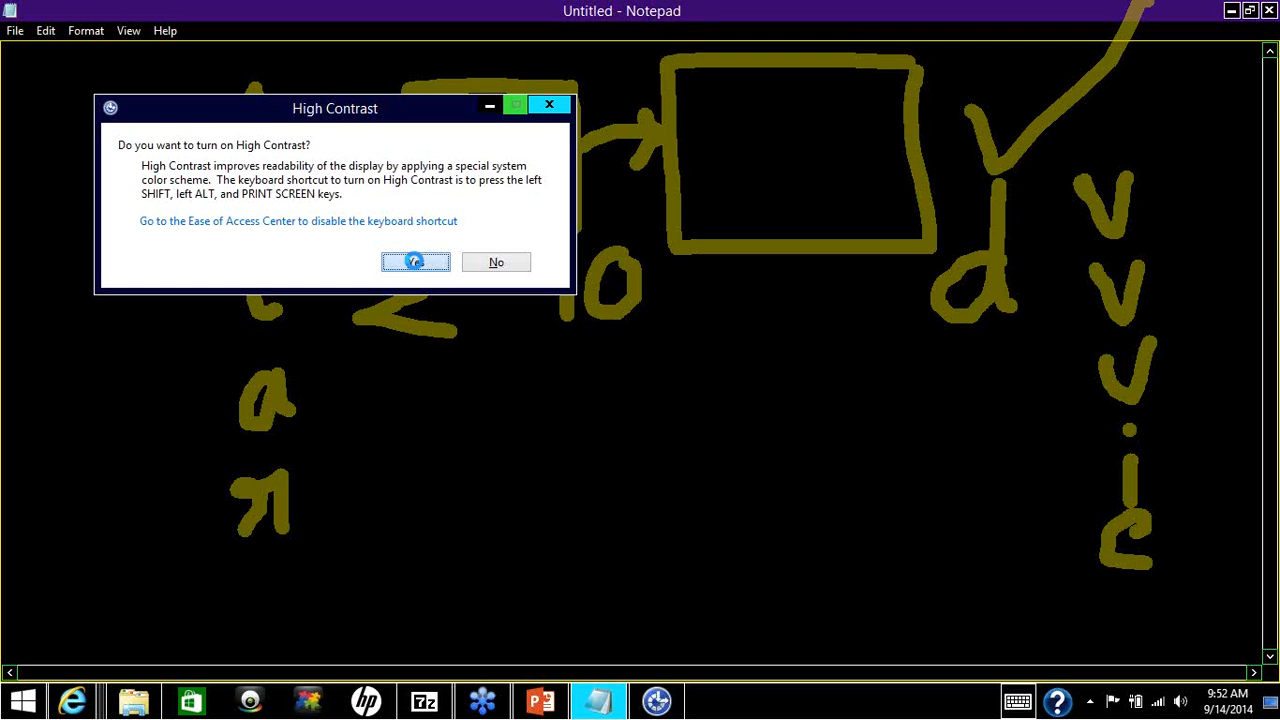 Untitled - Notepad
File Edit Format View Help
High Contrast
Do you want to turn on High Contrast?
High Contrast improves readability of the display by applying a special system
color scheme. The keyboard shortcut to turn on High Contrast is to press the left
SHIFT, left ALT, and PRINT SCREEN keys.
Go to the Ease of Access Center to disable the keyboard shortcut
No
10
d
a
V
V
V
i
c
hp
7z
9:52 AM
9/14/2014